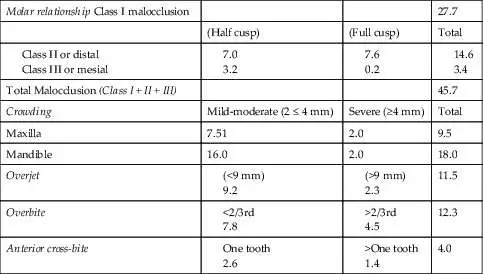 Molar relationship Class I malocclusion 27.7
(Half cusp) (Full cusp) Total
Class II or distal 7.0 7.6 14.6
Class III or mesial 3.2 0.2 3.4
Total Malocclusion (Class I + II + III) 45.7
Crowding Mild-moderate (2 ≤ 4 mm) Severe (≥4 mm) Total
Maxilla 7.51 2.0 9.5
Mandible 16.0 2.0 18.0
Overjet (<9 mm) (>9 mm) 11.5
9.2 2.3
Overbite <2/3rd >2/3rd 12.3
7.8 4.5
Anterior cross-bite One tooth >One tooth 4.0
2.6 1.4